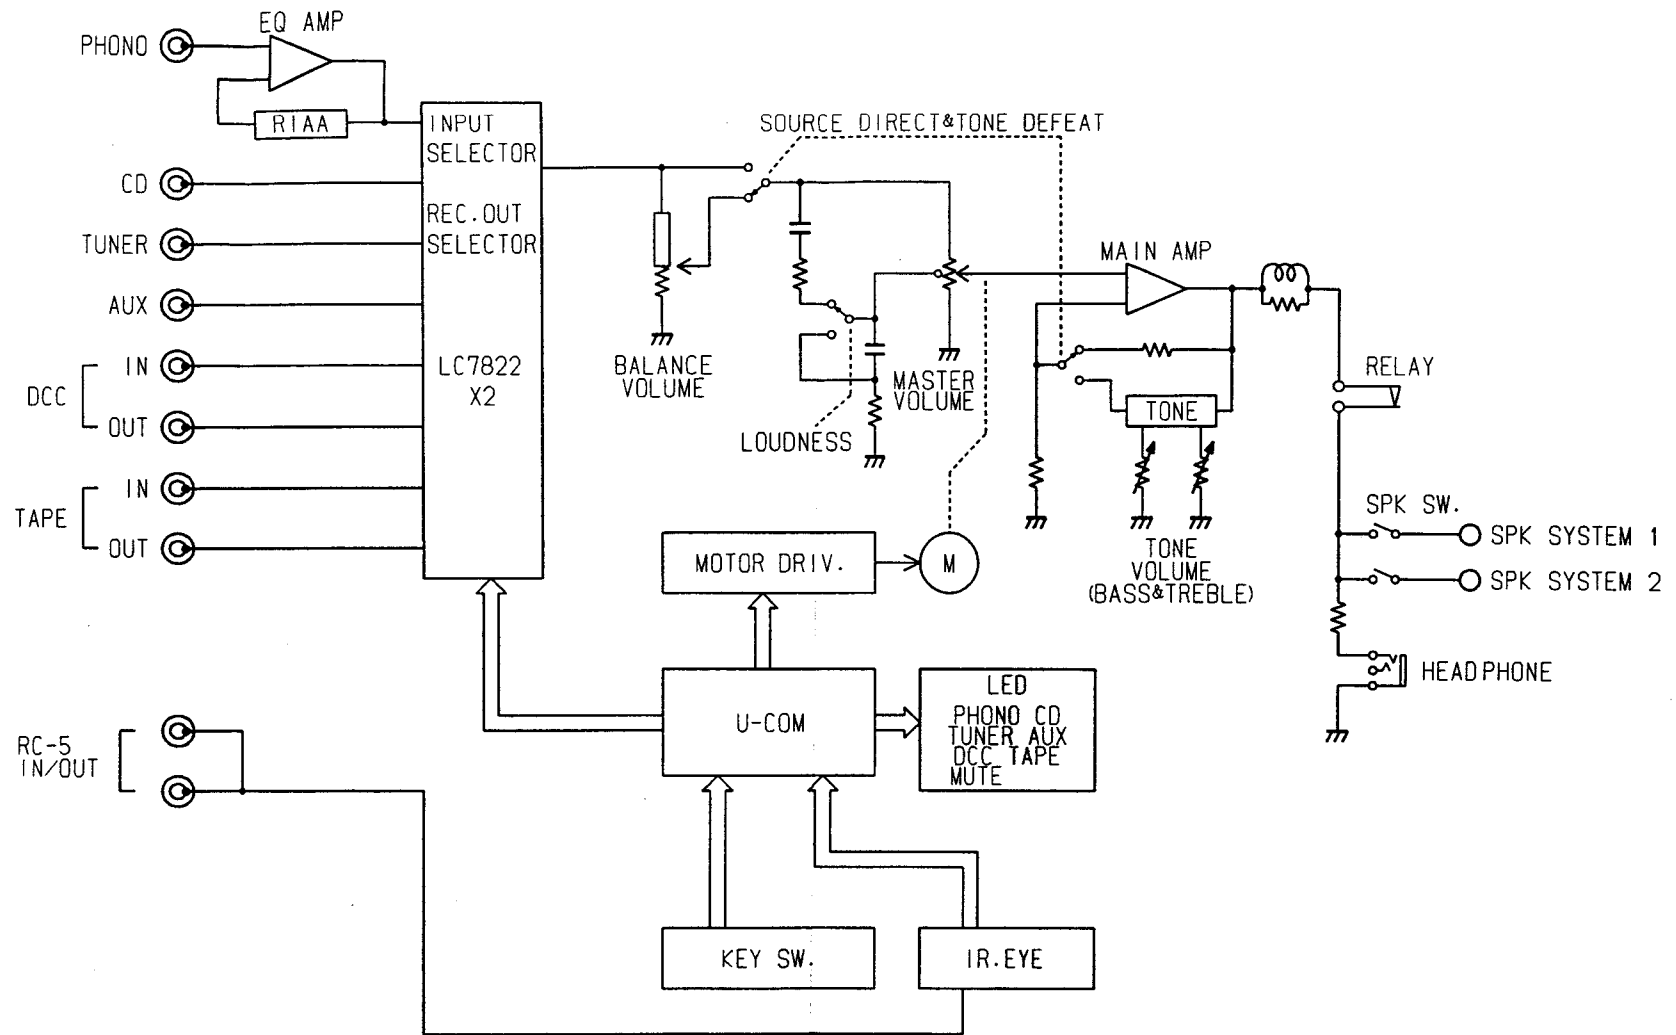 EQ AMP
PHONO
RIAA
INPUT
SELECTOR
CD
REC.OUT
SELECTOR
TUNER
AUX
LC7822
X2
DCC
IN
OUT
TAPE
IN
OUT
SOURCE DIRECT&TONE DEFEAT
BALANCE
VOLUME
LOUDNESS
MASTER
VOLUME
MAIN AMP
TONE
TONE
VOLUME
(BASS&TREBLE)
RELAY
SPK SW.
SPK SYSTEM 1
SPK SYSTEM 2
HEADPHONE
MOTOR DRIV.
M
U-COM
LED
PHONO CD
TUNER AUX
DCC TAPE
MUTE
RC-5
IN/OUT
KEY SW.
IR.EYE